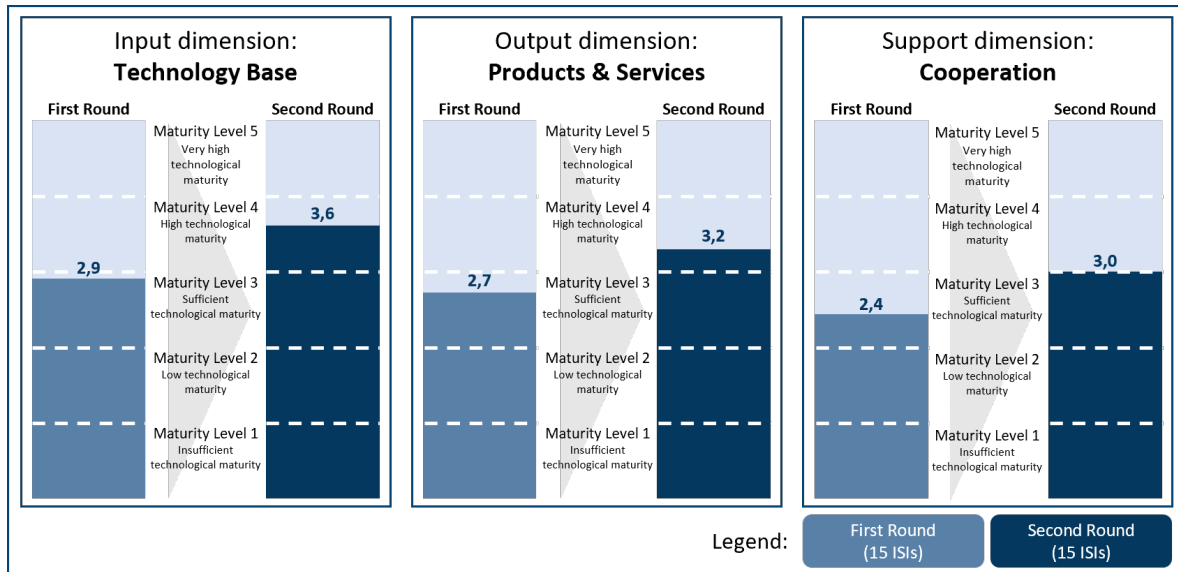 Input dimension:
Technology Base
First Round
Second Round
Maturity Level 5
Very high
technological
maturity
Maturity Level 4
High technological
maturity
3,6
2,9
Maturity Level 3
Sufficient
technological maturity
Maturity Level 2
Low technological
maturity
Maturity Level 1
Insufficient
technological maturity
Output dimension:
Products & Services
First Round
Second Round
Maturity Level 5
Very high
technological
maturity
Maturity Level 4
High technological
maturity
3,2
2,7
Maturity Level 3
Sufficient
technological maturity
Maturity Level 2
Low technological
maturity
Maturity Level 1
Insufficient
technological maturity
Support dimension:
Cooperation
First Round
Second Round
Maturity Level 5
Very high
technological
maturity
Maturity Level 4
High technological
maturity
3,0
2,4
Maturity Level 3
Sufficient
technological maturity
Maturity Level 2
Low technological
maturity
Maturity Level 1
Insufficient
technological maturity
Legend:
First Round
(15 ISIs)
Second Round
(15 ISIs)